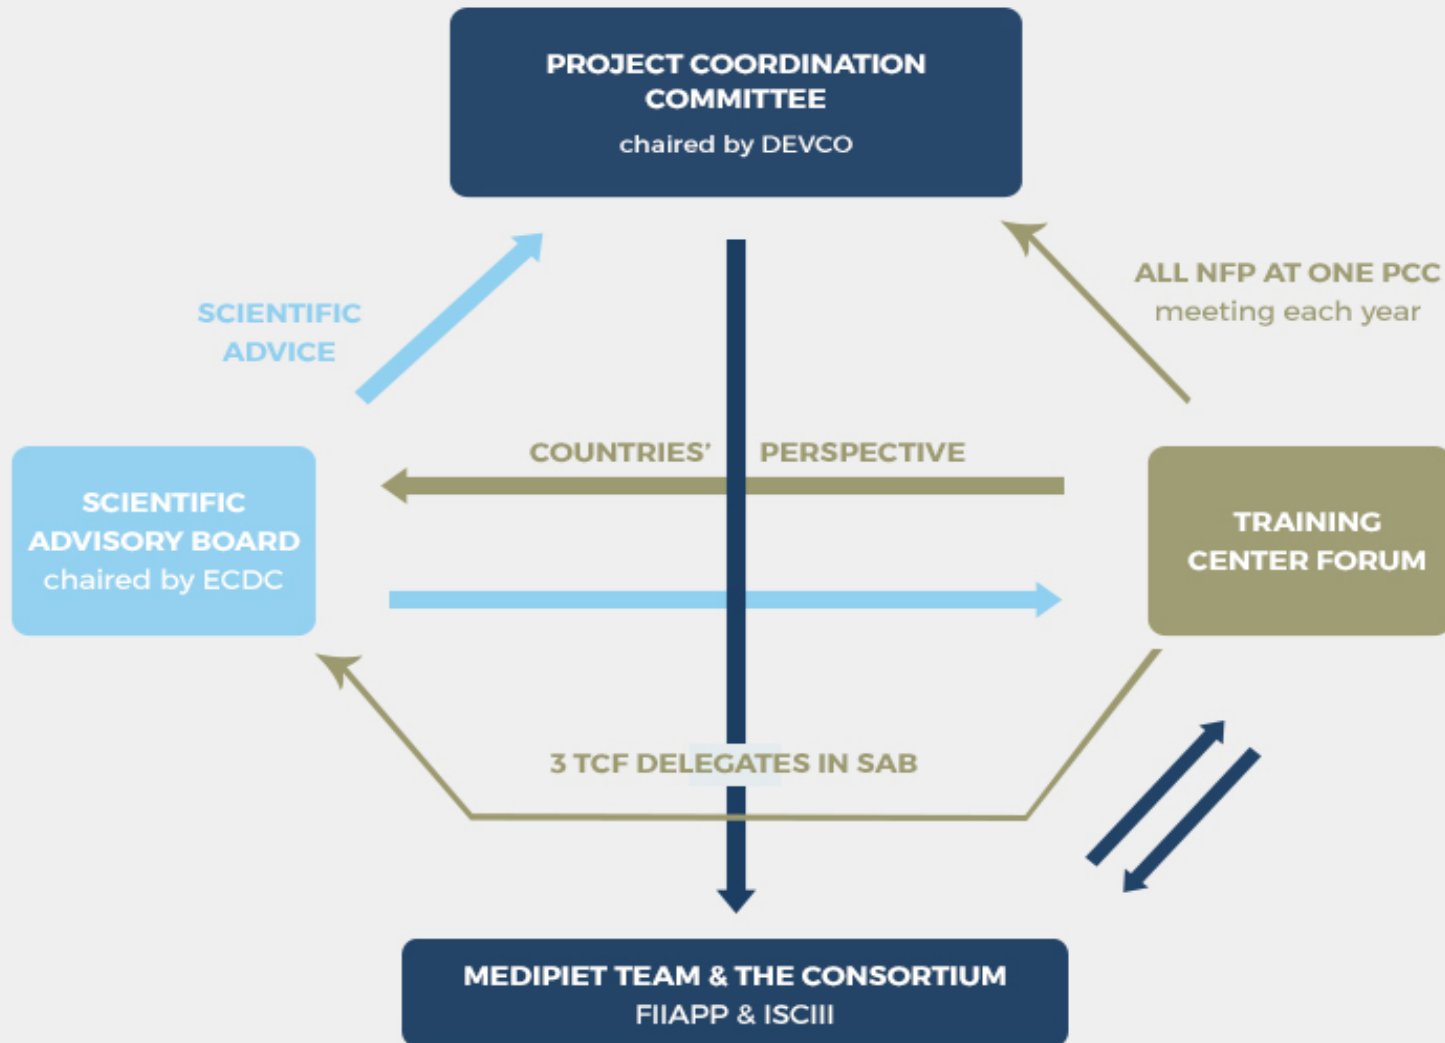 PROJECT COORDINATION
COMMITTEE
chaired by DEVCO
ALL NFP AT ONE PCC
meeting each year
SCIENTIFIC
ADVICE
COUNTRIES' PERSPECTIVE
SCIENTIFIC
ADVISORY BOARD
chaired by ECDC
TRAINING
CENTER FORUM
3 TCF DELEGATES IN SAB
MEDIPIET TEAM & THE CONSORTIUM
FIIAPP & ISCIII